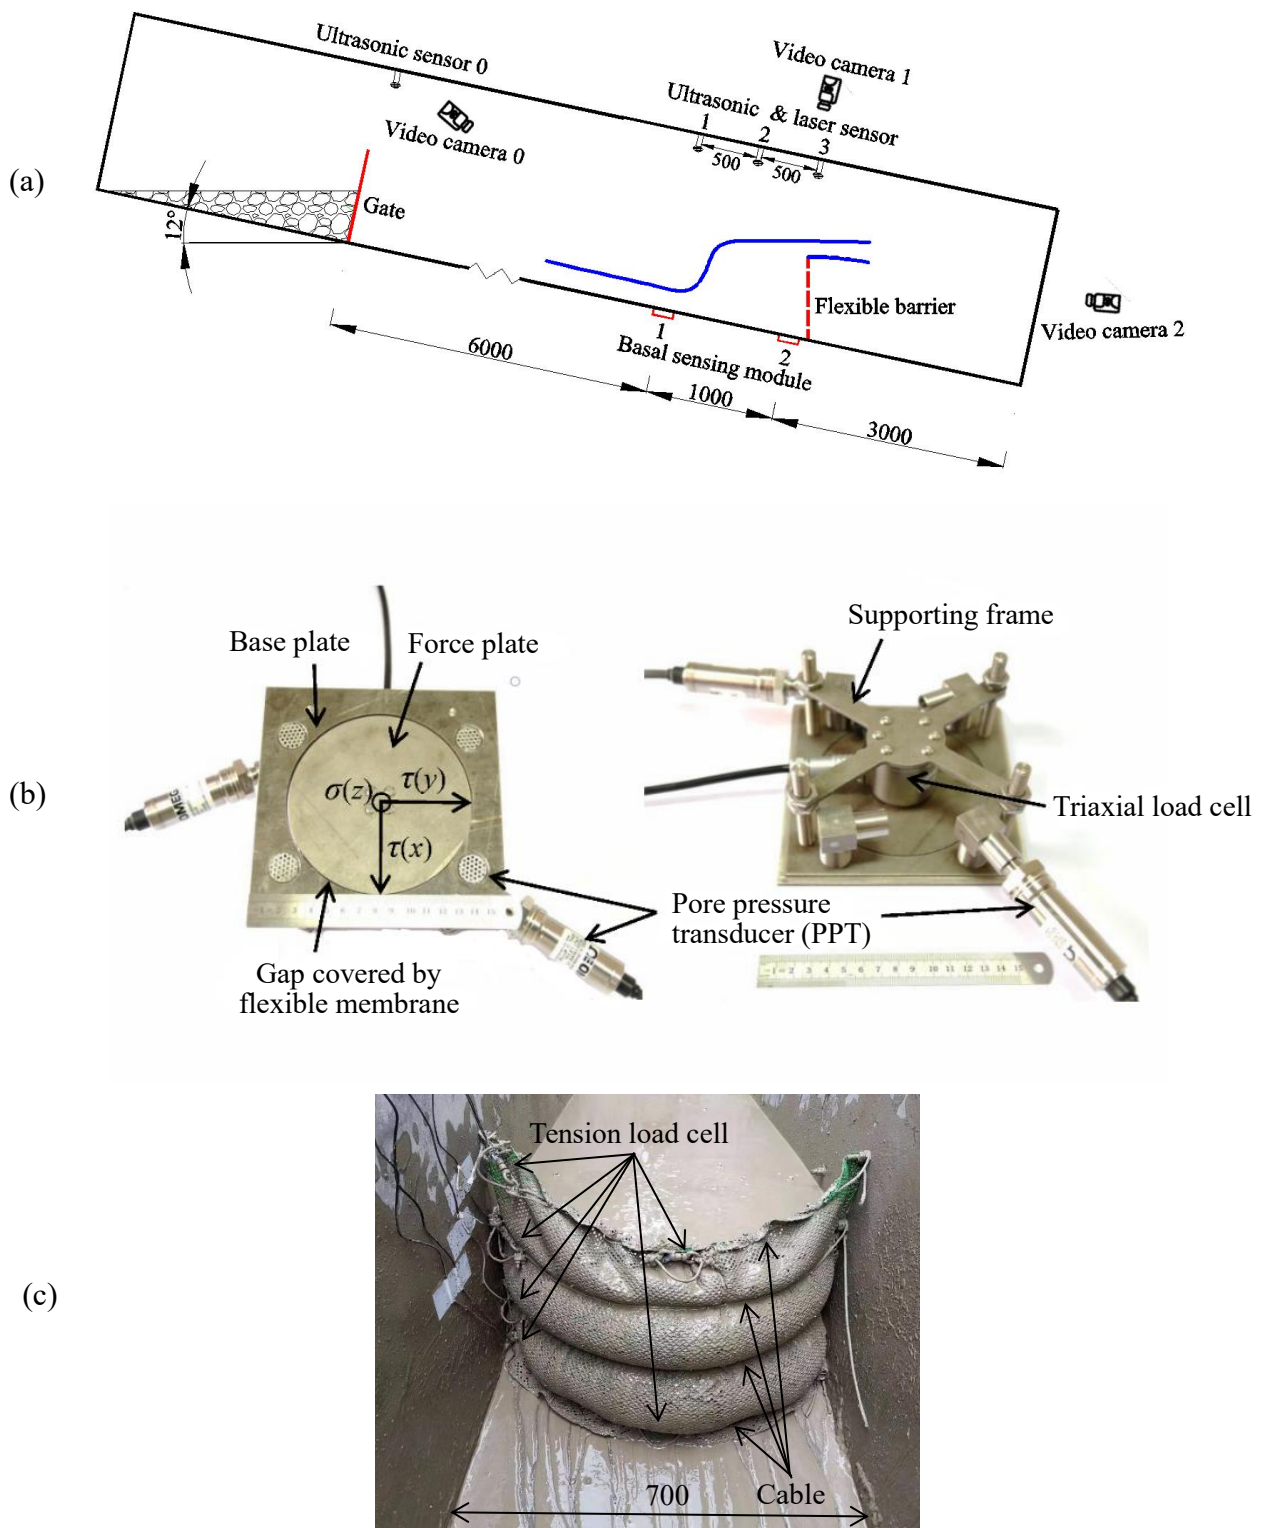 (a)
Ultrasonic sensor 0
Video camera 0
Video camera 1
Ultrasonic & laser sensor
1 2 3
500 500
Gate
12°
Flexible barrier
Video camera 2
1 2
Basal sensing module
6000
1000
3000
(b)
Base plate
Force plate
σ(z)
τ(y)
τ(x)
Gap covered by
flexible membrane
Supporting frame
Triaxial load cell
Pore pressure
transducer (PPT)
(c)
Tension load cell
700
Cable